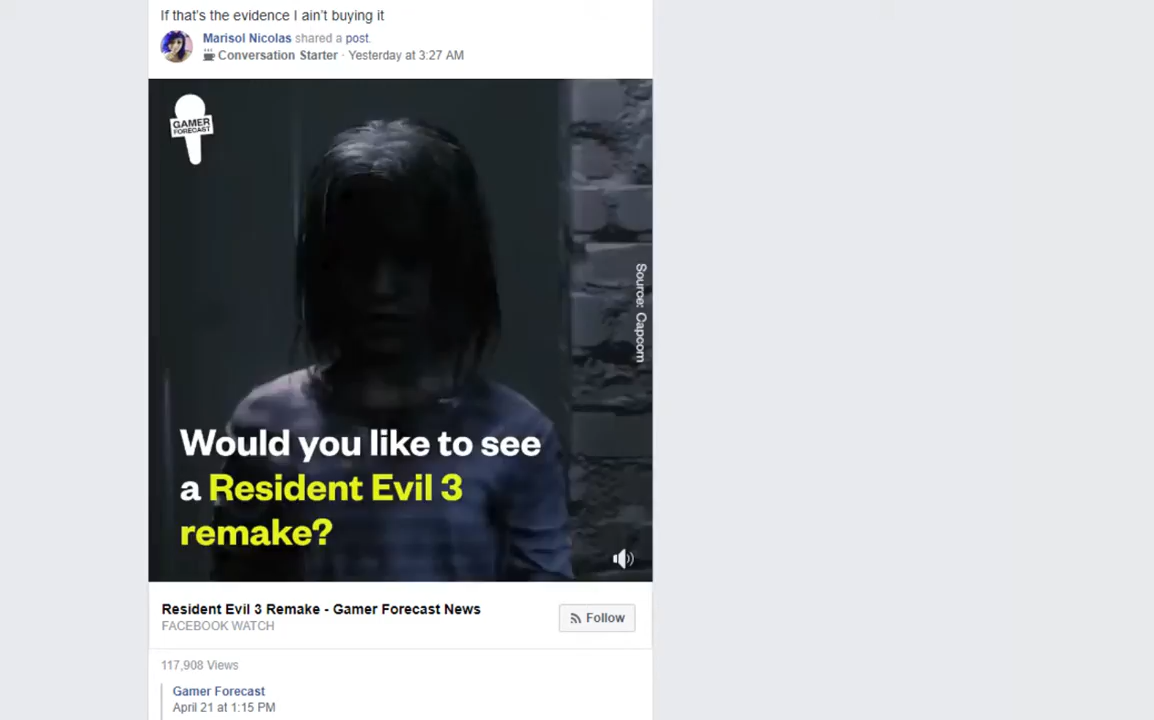 If that's the evidence I ain't buying it
Marisol Nicolas shared a post.
Conversation Starter · Yesterday at 3:27 AM
GAMER
FORECAST
Source: Capcom
Would you like to see
a Resident Evil 3
remake?
Resident Evil 3 Remake - Gamer Forecast News
FACEBOOK WATCH
Follow
117,908 Views
Gamer Forecast
April 21 at 1:15 PM